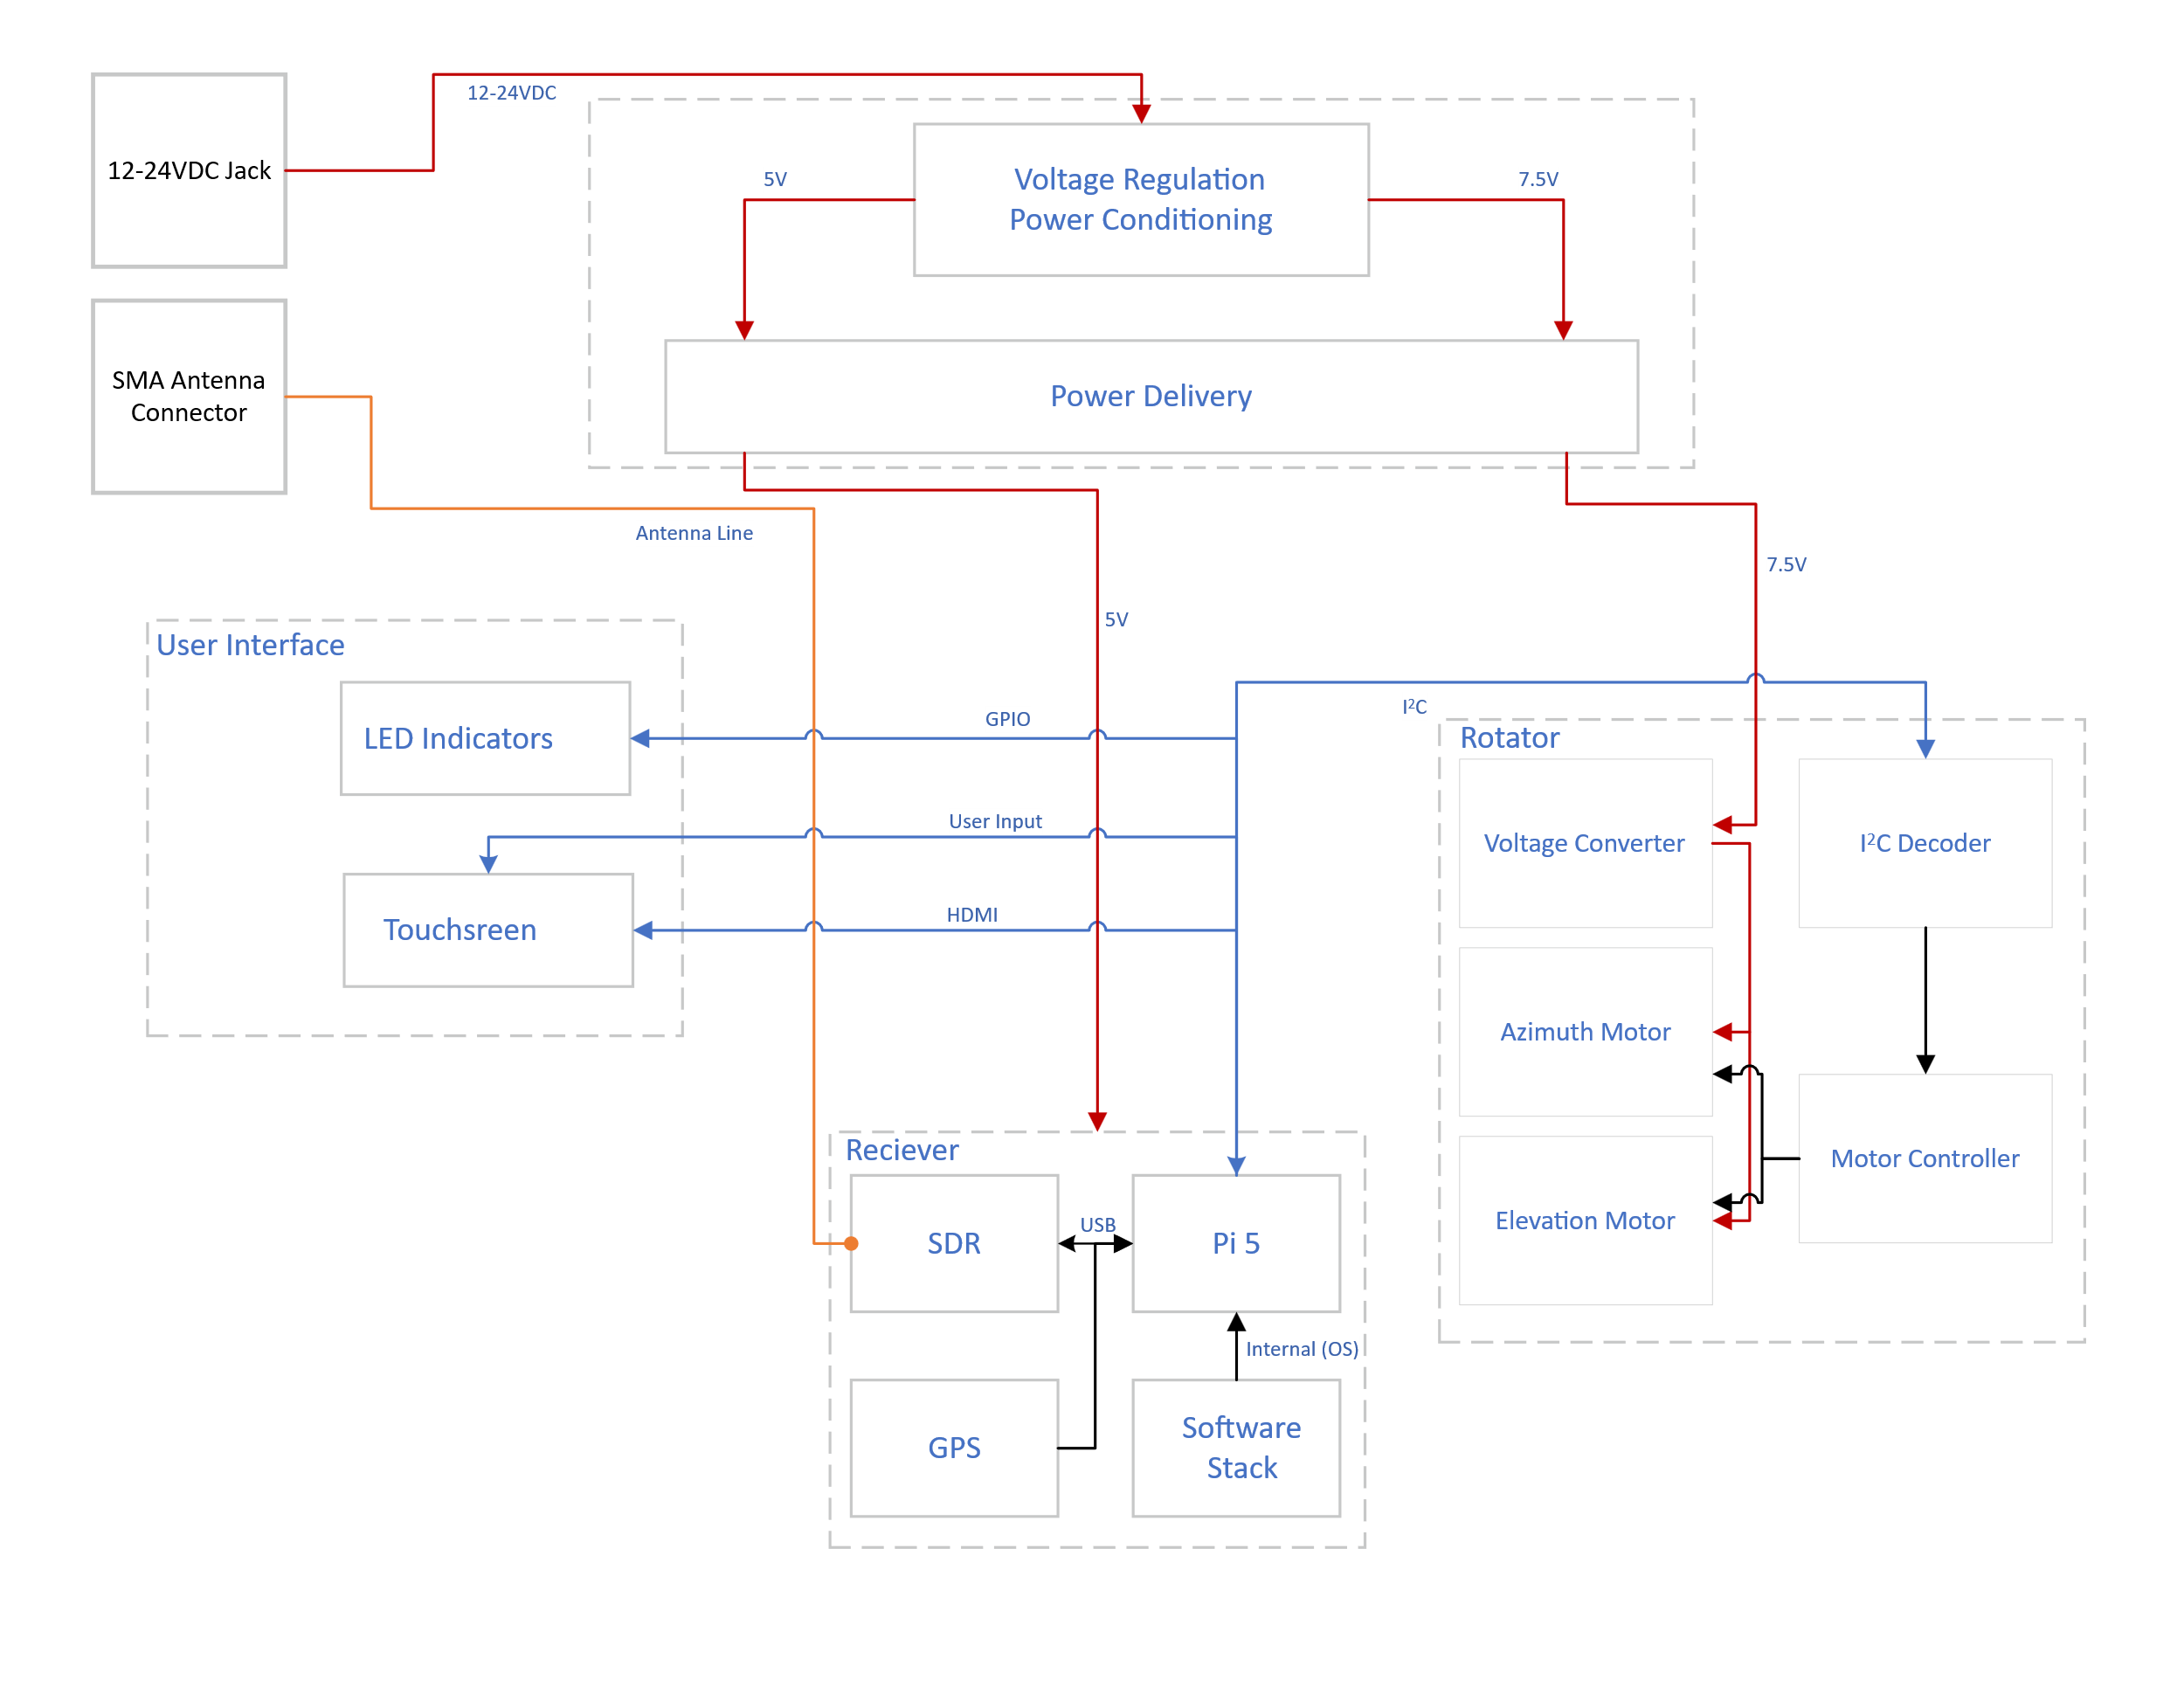 12-24VDC
12-24VDC Jack
Voltage Regulation
Power Conditioning
5V
7.5V
SMA Antenna
Connector
Power Delivery
Antenna Line
7.5V
5V
User Interface
LED Indicators
GPIO
I²C
Rotator
User Input
Voltage Converter
I²C Decoder
Touchsreen
HDMI
Azimuth Motor
Reciever
Motor Controller
Elevation Motor
SDR
USB
Pi 5
Internal (OS)
GPS
Software
Stack